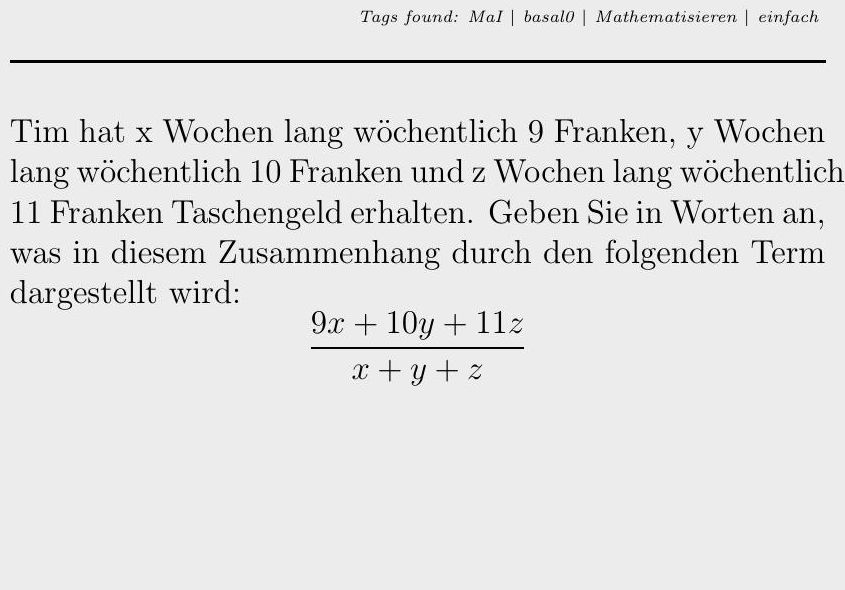 Tags found: MaI | basal0 | Mathematisieren | einfach
Tim hat x Wochen lang wöchentlich 9 Franken, y Wochen
lang wöchentlich 10 Franken und z Wochen lang wöchentlich
11 Franken Taschengeld erhalten. Geben Sie in Worten an,
was in diesem Zusammenhang durch den folgenden Term
dargestellt wird:
9x + 10y + 11z
x + y + z